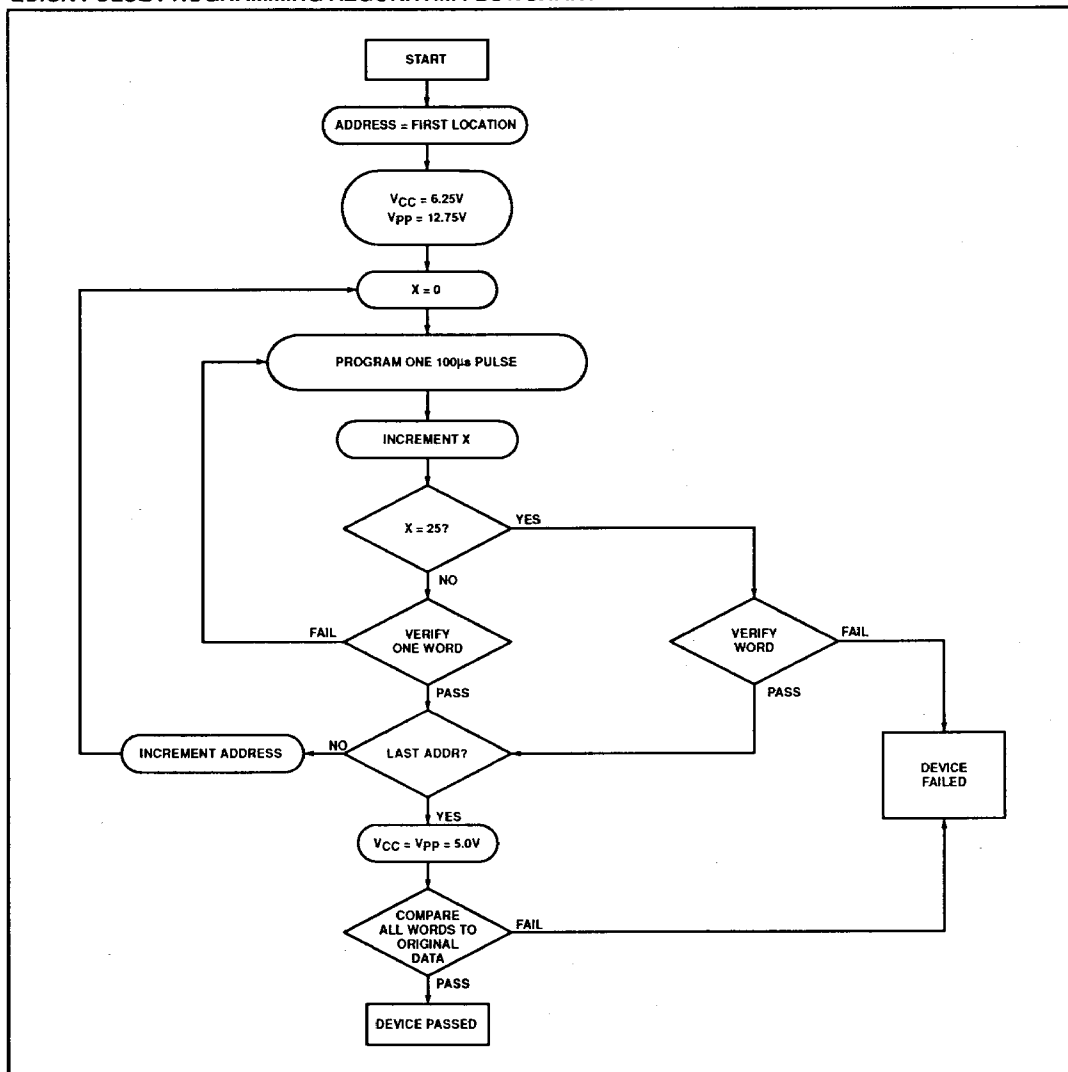 START
ADDRESS = FIRST LOCATION
VCC = 6.25V
VPP = 12.75V
X = 0
PROGRAM ONE 100µs PULSE
INCREMENT X
X = 25?
YES
NO
FAIL
VERIFY
ONE WORD
VERIFY
WORD
FAIL
PASS
PASS
INCREMENT ADDRESS
NO
LAST ADDR?
DEVICE
FAILED
YES
VCC = VPP = 5.0V
COMPARE
ALL WORDS TO
ORIGINAL
DATA
FAIL
PASS
DEVICE PASSED